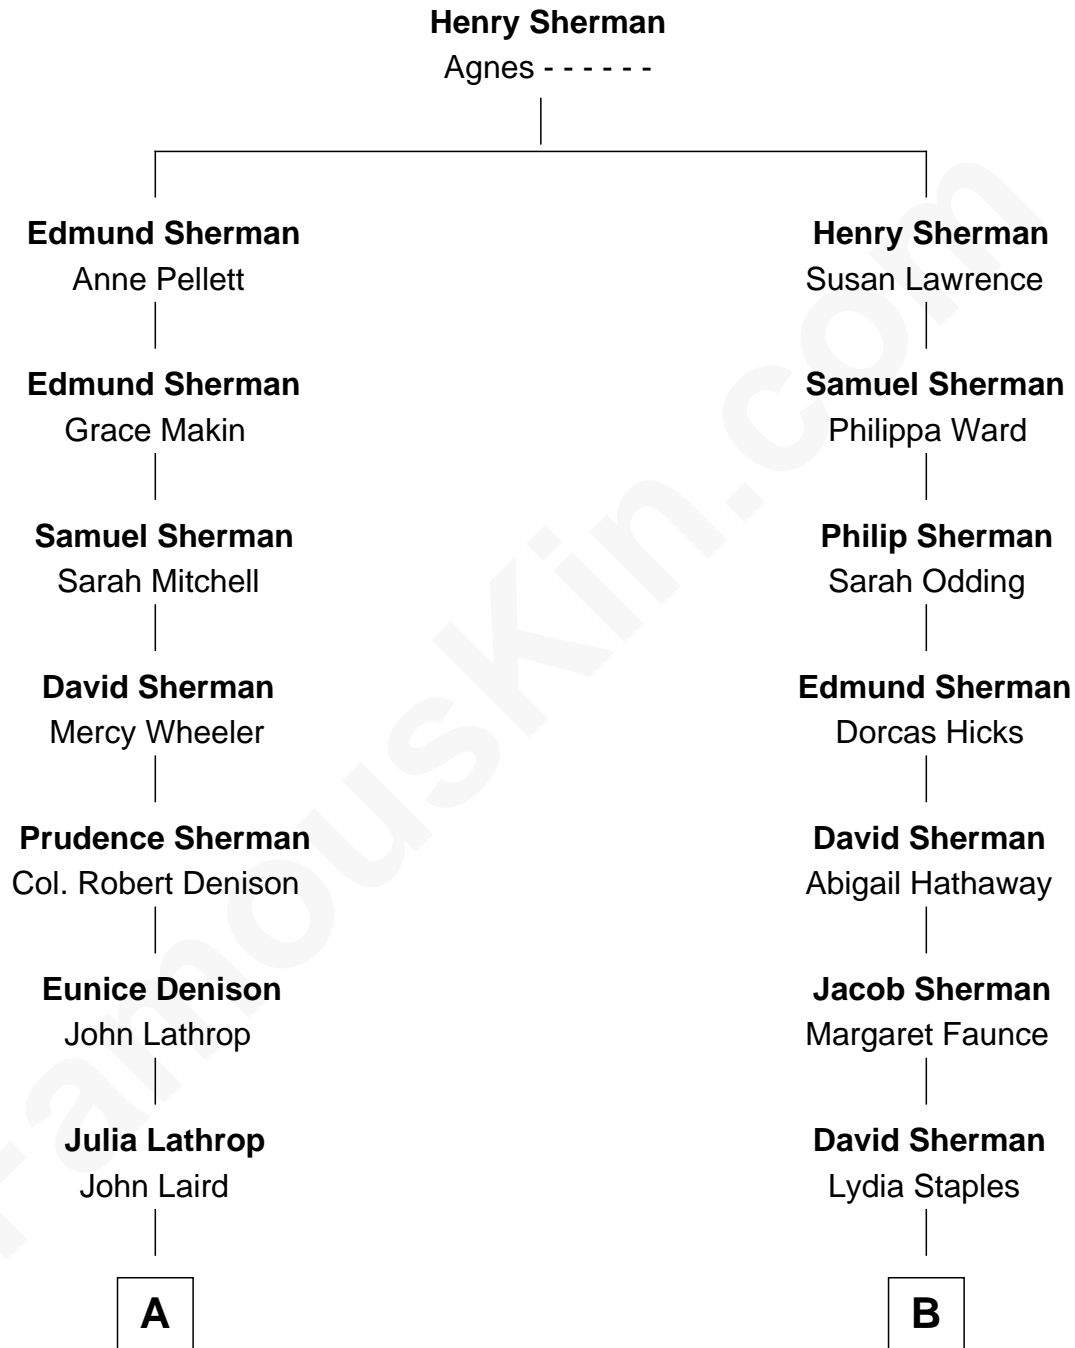 Henry Sherman
Agnes - - - - - -
Edmund Sherman
Anne Pellett
Henry Sherman
Susan Lawrence
Edmund Sherman
Grace Makin
Samuel Sherman
Philippa Ward
Samuel Sherman
Sarah Mitchell
Philip Sherman
Sarah Odding
David Sherman
Mercy Wheeler
Edmund Sherman
Dorcas Hicks
Prudence Sherman
Col. Robert Denison
David Sherman
Abigail Hathaway
Eunice Denison
John Lathrop
Jacob Sherman
Margaret Faunce
Julia Lathrop
John Laird
David Sherman
Lydia Staples
A
B
FamousKin.com